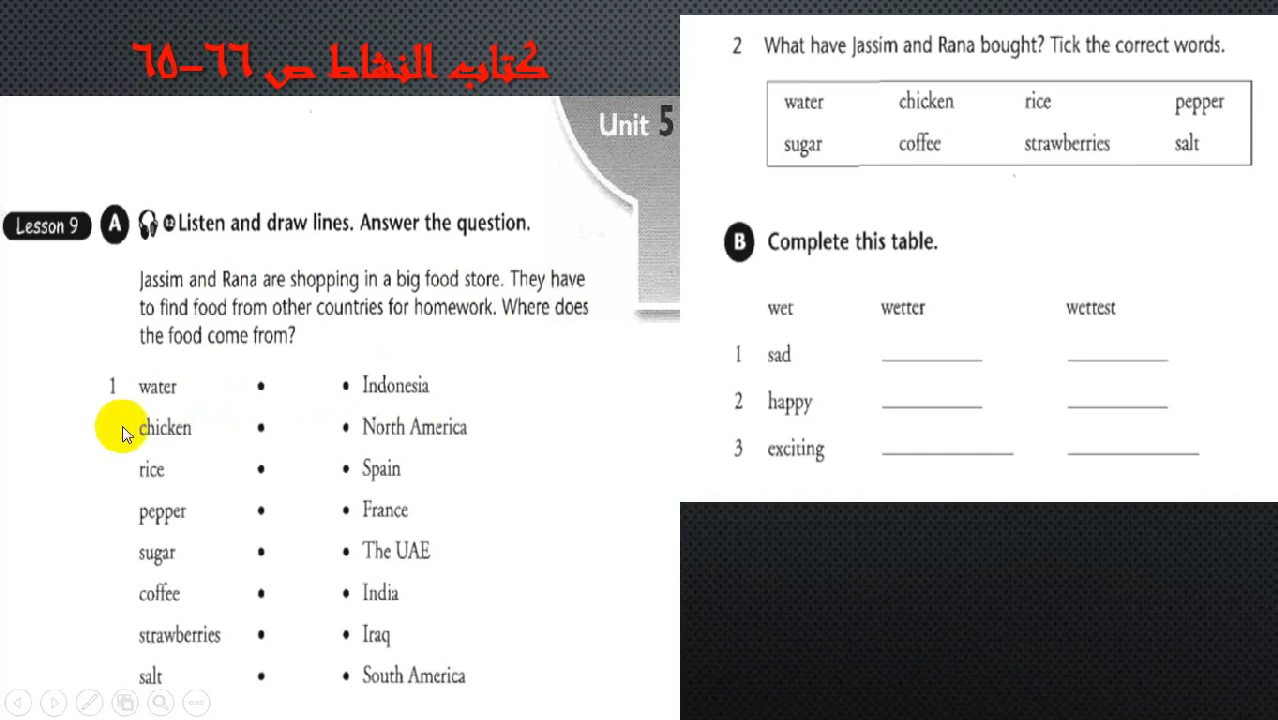 كتاب النشاط ص ٦٦-٦٥
Unit 5
Lesson 9 A 12 Listen and draw lines. Answer the question.
Jassim and Rana are shopping in a big food store. They have
to find food from other countries for homework. Where does
the food come from?
1 water • • Indonesia
chicken • • North America
rice • • Spain
pepper • • France
sugar • • The UAE
coffee • • India
strawberries • • Iraq
salt • • South America
2 What have Jassim and Rana bought? Tick the correct words.
water chicken rice pepper
sugar coffee strawberries salt
B Complete this table.
wet wetter wettest
1 sad
2 happy
3 exciting